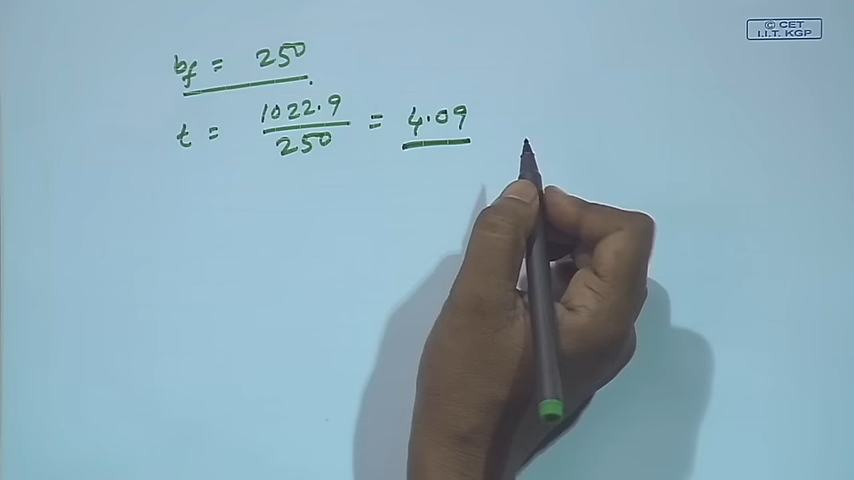 © CET
I.I.T. KGP
bf = 250
t = 1022.9 / 250 = 4.09